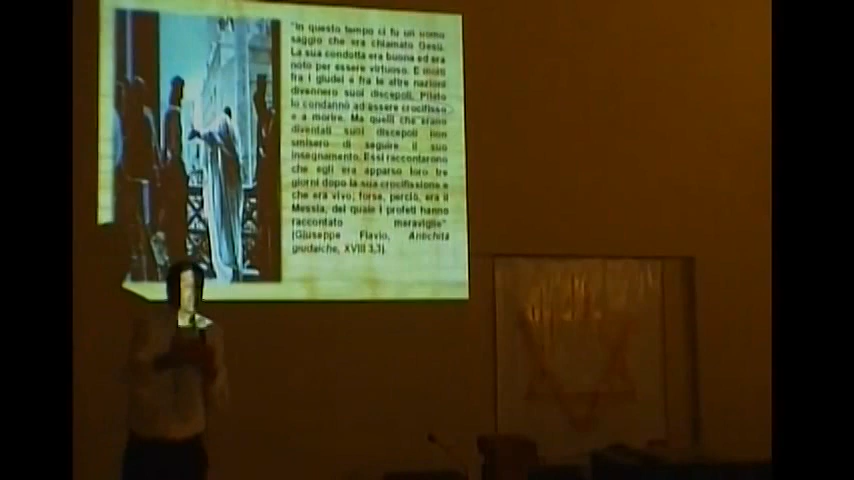 "In questo tempo ci fu un uomo
saggio che era chiamato Gesù.
La sua condotta era buona ed era
noto per essere virtuoso. E molti
fra i giudei e fra le altre nazioni
divennero suoi discepoli. Pilato
lo condannò ad essere crocifisso
e a morire. Ma quelli che erano
diventati suoi discepoli non
smisero di seguire il suo
insegnamento. Essi raccontarono
che egli era apparso loro tre
giorni dopo la sua crocifissione e
che era vivo; forse, perciò, era il
Messia, del quale i profeti hanno
raccontato meraviglie"
(Giuseppe Flavio, Antichità
giudaiche, XVIII 3,3).